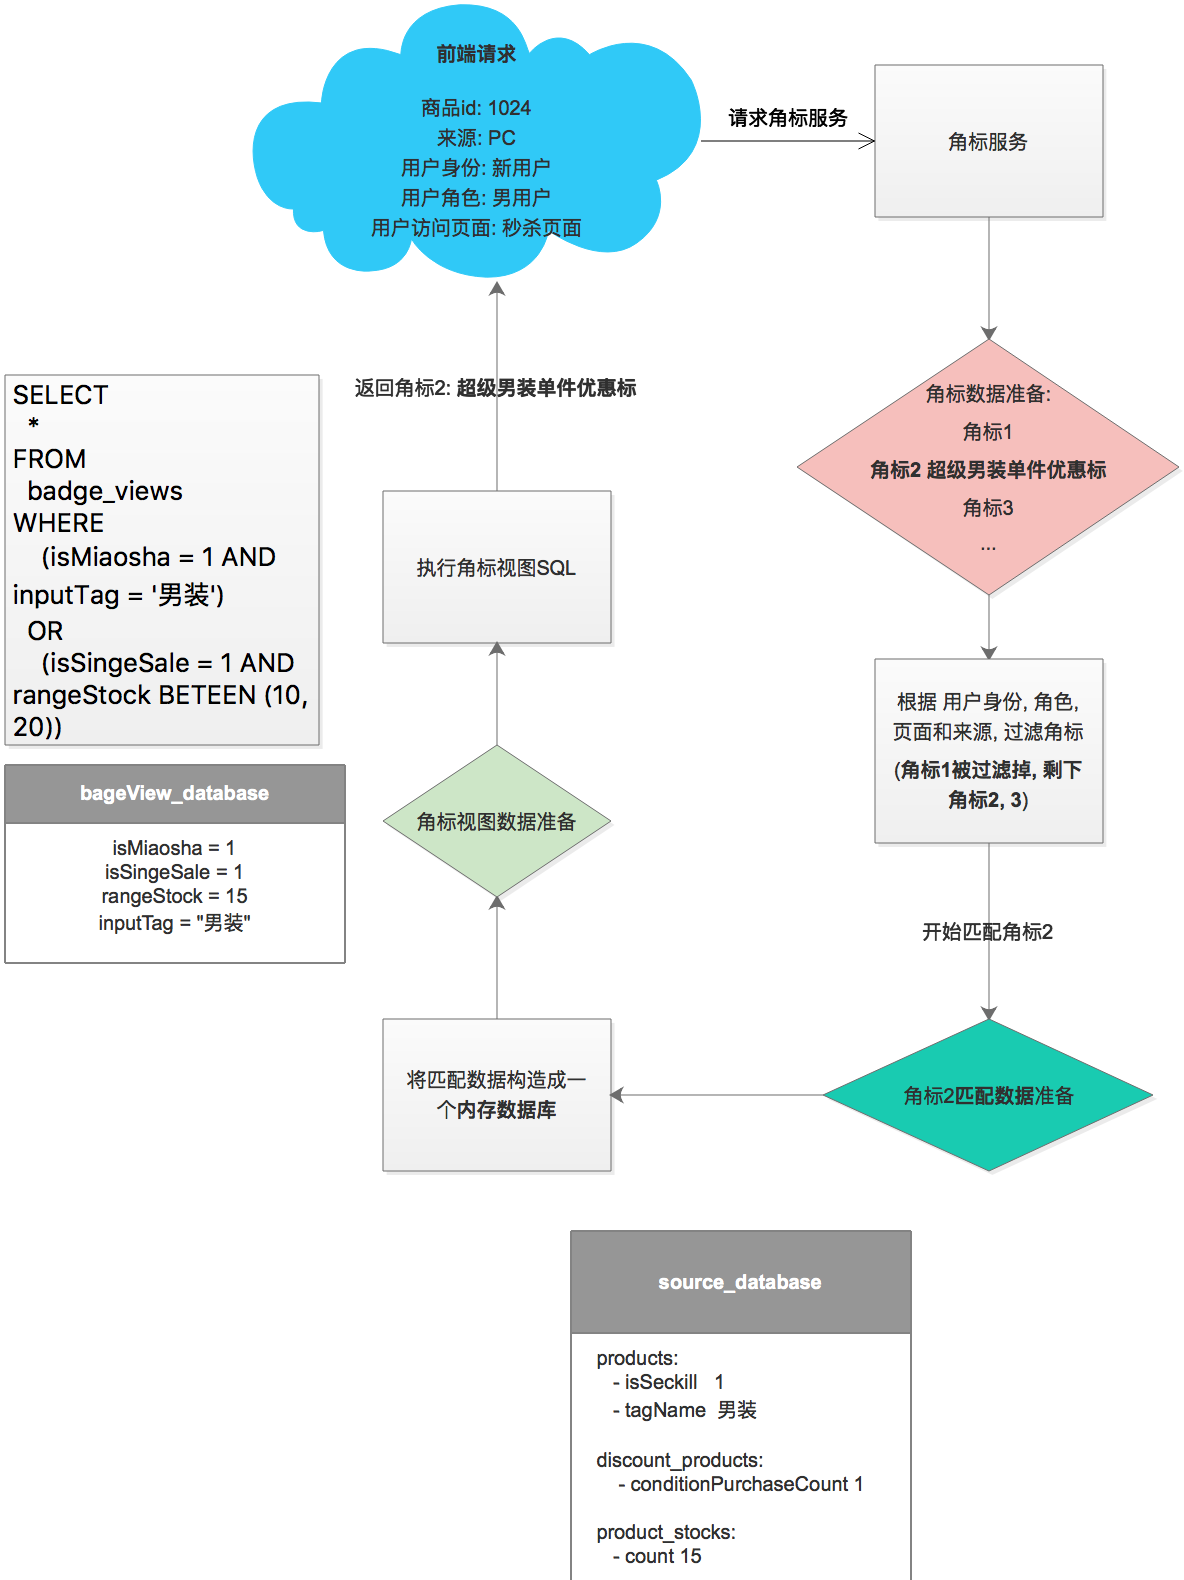 前端请求
商品id: 1024
来源: PC
用户身份: 新用户
用户角色: 男用户
用户访问页面: 秒杀页面
请求角标服务
角标服务
角标数据准备:
角标1
角标2 超级男装单件优惠标
角标3
...
根据 用户身份, 角色,
页面和来源, 过滤角标
(角标1被过滤掉, 剩下
角标2, 3)
开始匹配角标2
角标2匹配数据准备
将匹配数据构造成一
个内存数据库
角标视图数据准备
执行角标视图SQL
返回角标2: 超级男装单件优惠标
SELECT
*
FROM
badge_views
WHERE
(isMiaosha = 1 AND
inputTag = '男装')
OR
(isSingeSale = 1 AND
rangeStock BETEEN (10,
20))
bageView_database
isMiaosha = 1
isSingeSale = 1
rangeStock = 15
inputTag = "男装"
source_database
products:
- isSeckill 1
- tagName 男装
discount_products:
- conditionPurchaseCount 1
product_stocks:
- count 15